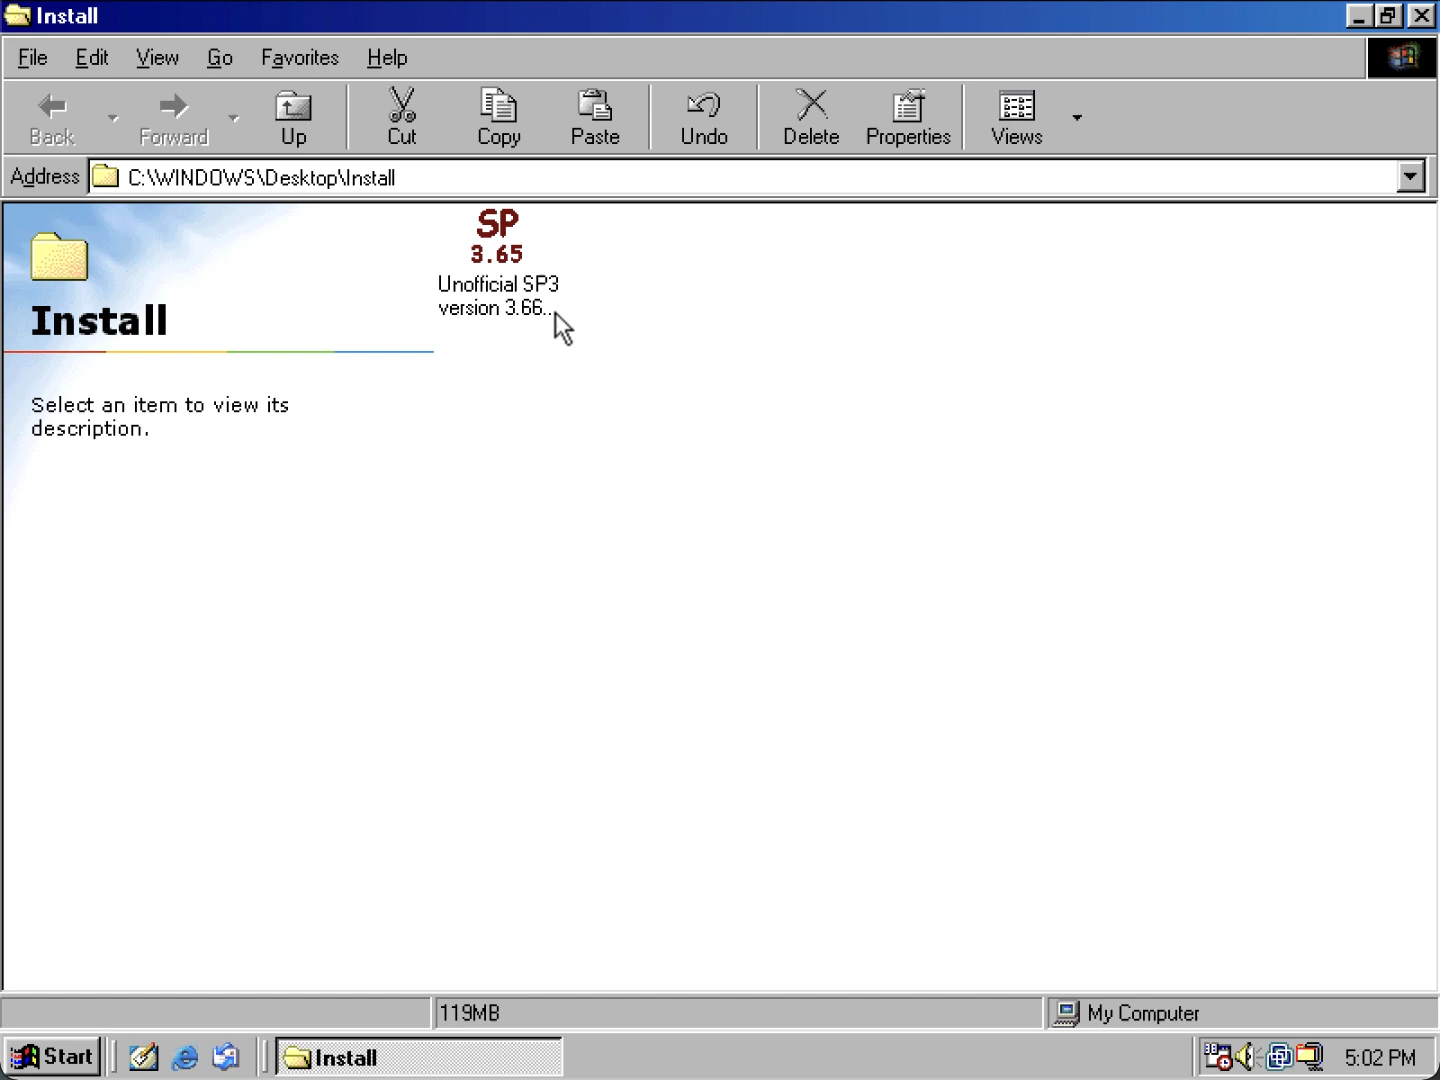 Install
File Edit View Go Favorites Help
Back Forward Up Cut Copy Paste Undo Delete Properties Views
Address C:\WINDOWS\Desktop\Install
SP
3.65
Unofficial SP3
version 3.66...
Install
Select an item to view its
description.
119MB My Computer
Start Install 5:02 PM